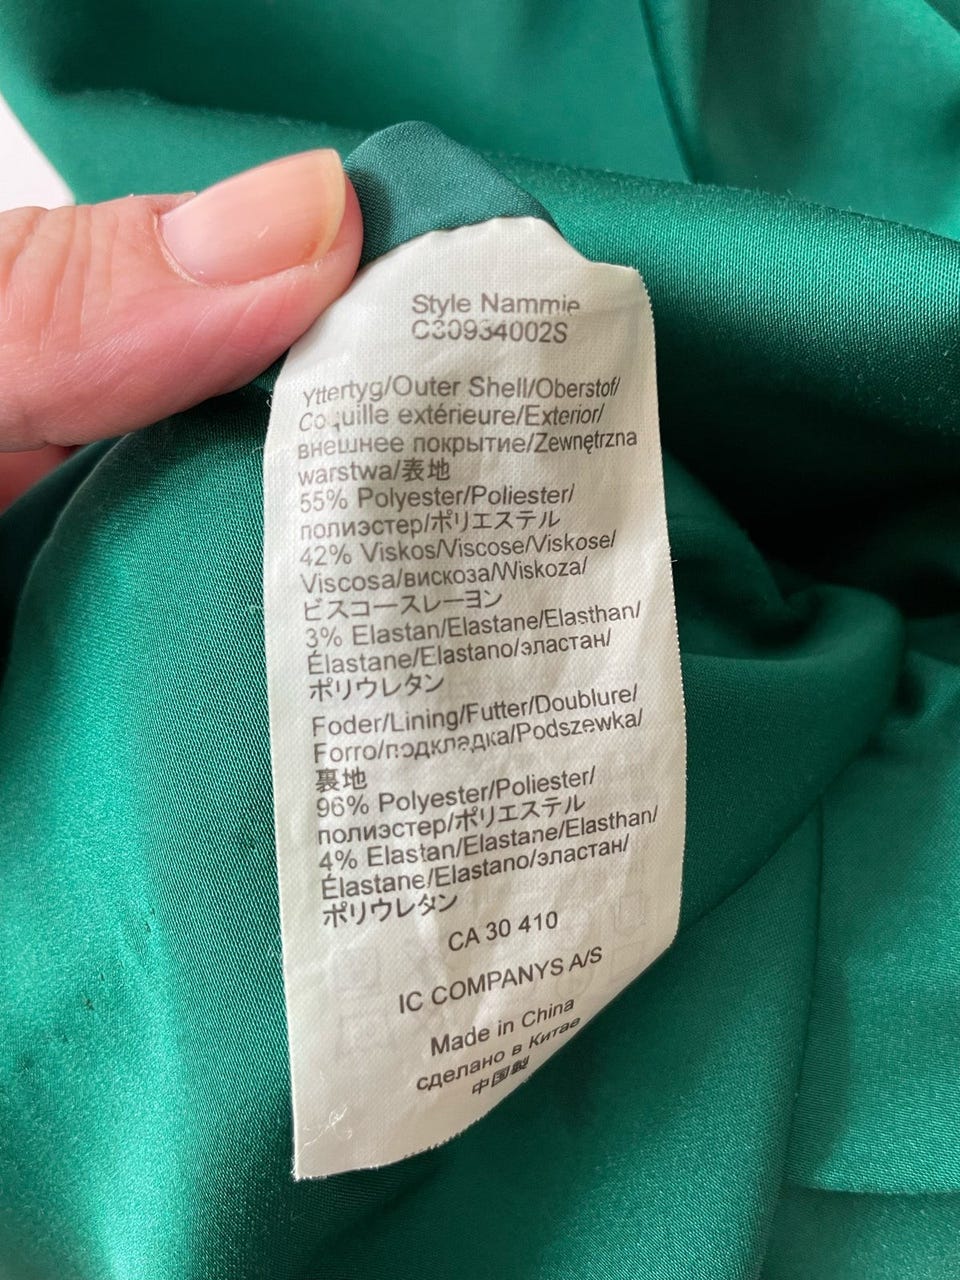 Style Nammie
C30934002S
Yttertyg/Outer Shell/Oberstof/
Coquille extérieure/Exterior/
внешнее покрытие/Zewnętrzna
warstwa/表地
55% Polyester/Poliester/
полиэстер/ポリエステル
42% Viskos/Viscose/Viskose/
Viscosa/вискоза/Wiskoza/
ビスコースレーヨン
3% Elastan/Elastane/Elasthan/
Élastane/Elastano/эластан/
ポリウレタン
Foder/Lining/Futter/Doublure/
Forro/подкладка/Podszewka/
裏地
96% Polyester/Poliester/
полиэстер/ポリエステル
4% Elastan/Elastane/Elasthan/
Élastane/Elastano/эластан/
ポリウレタン
CA 30 410
IC COMPANYS A/S
Made in China
сделано в Китае
中国製